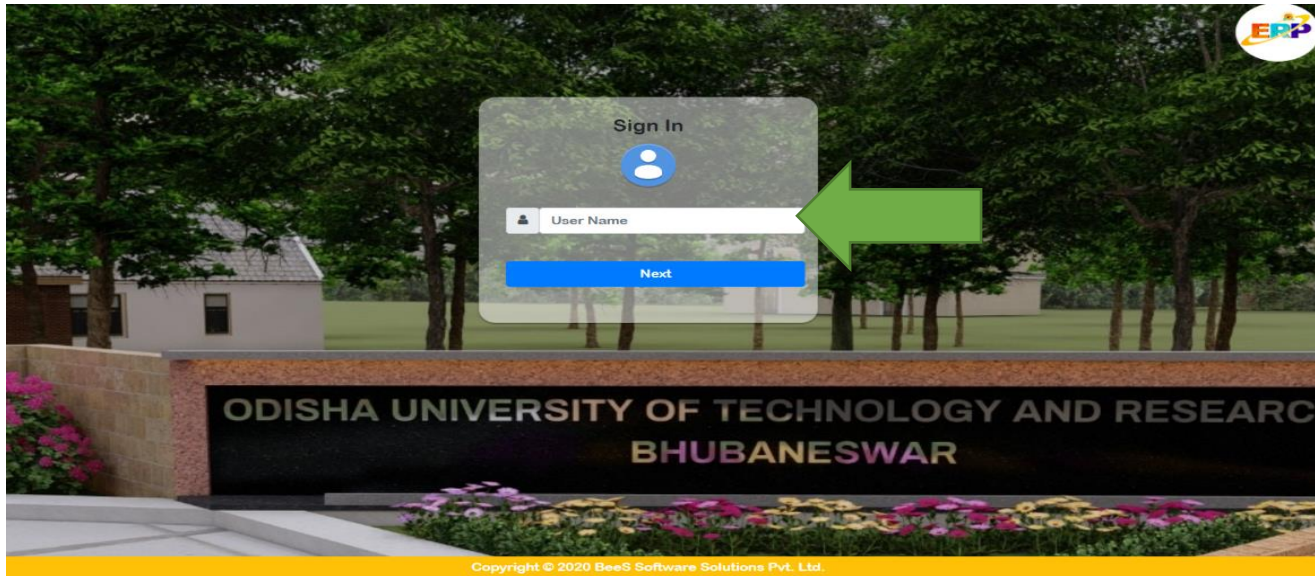 ERP
Sign In
User Name
Next
ODISHA UNIVERSITY OF TECHNOLOGY AND RESEARC
BHUBANESWAR
Copyright © 2020 BeeS Software Solutions Pvt. Ltd.